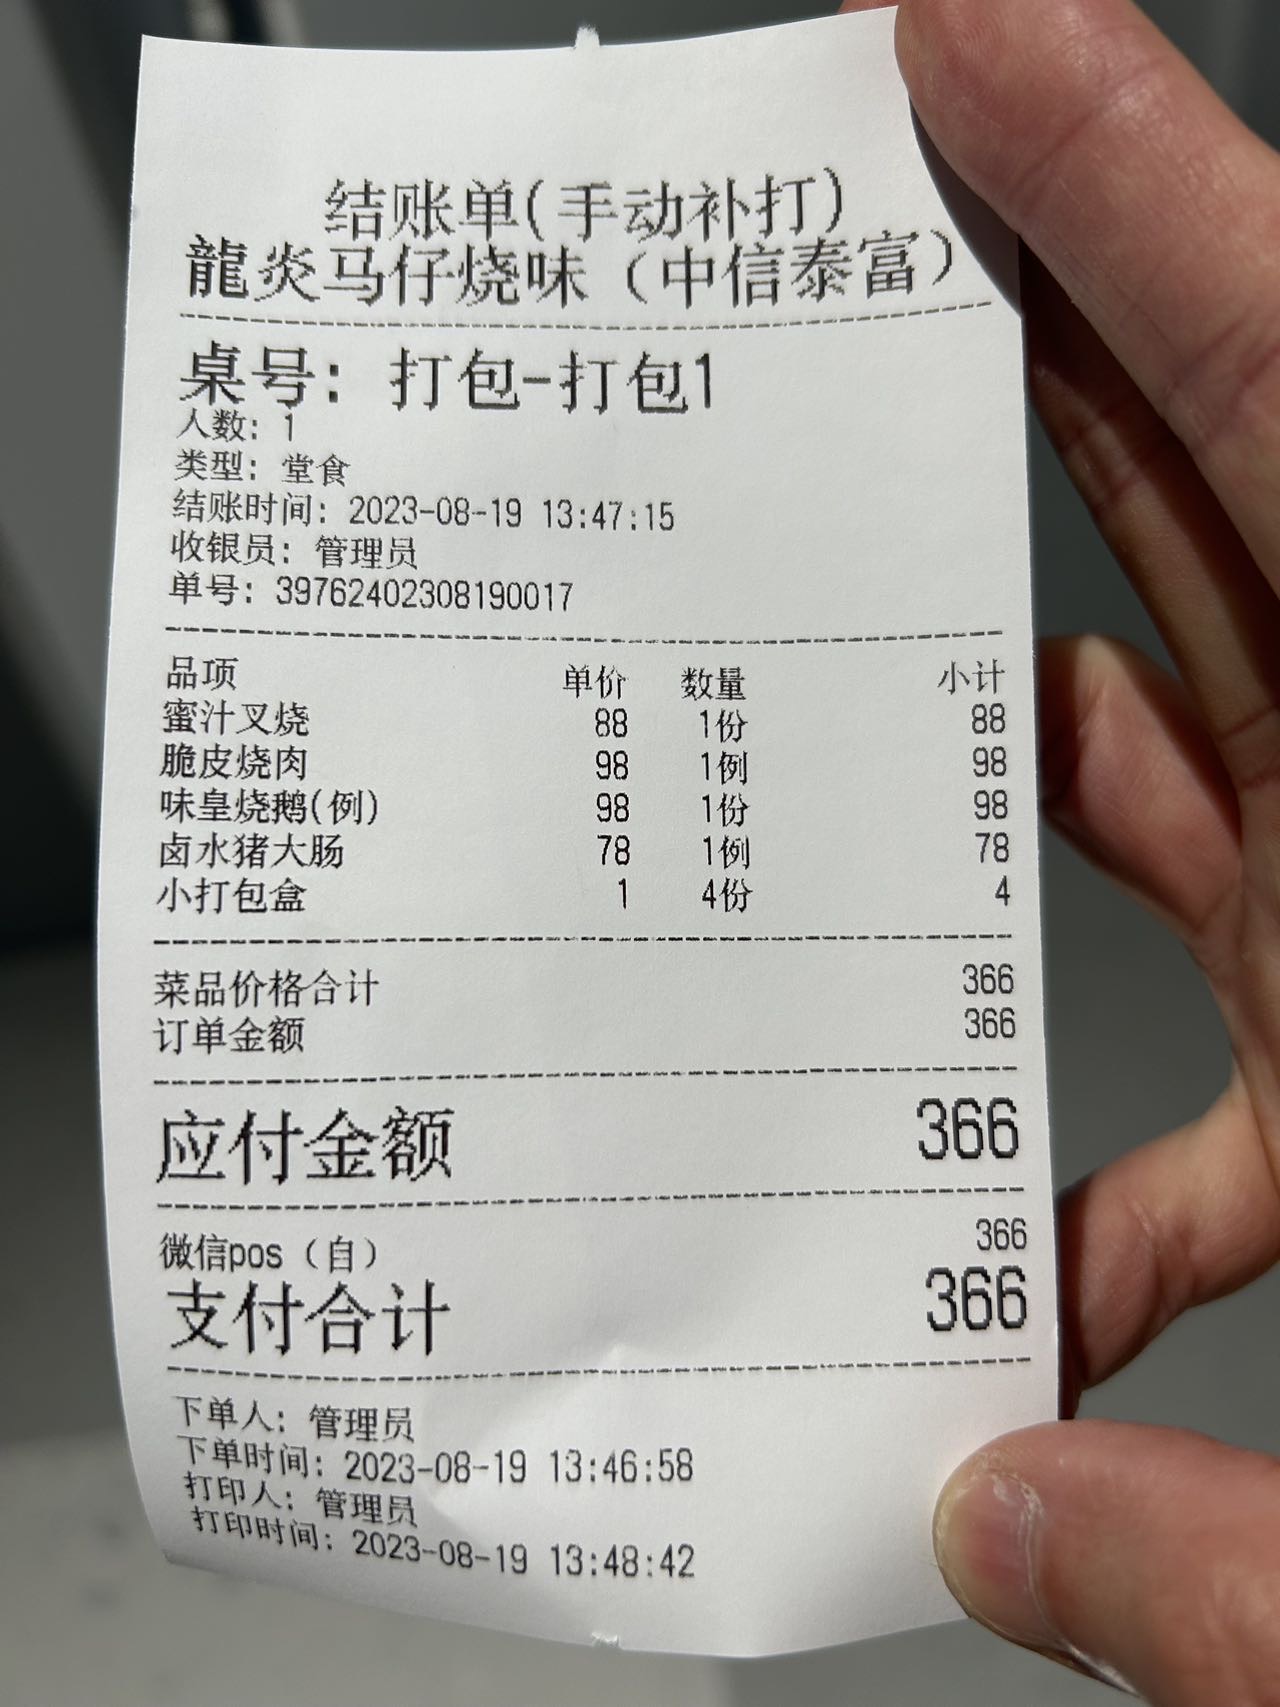 结账单(手动补打)
龍炎马仔烧味（中信泰富）
桌号: 打包-打包1
人数: 1
类型: 堂食
结账时间: 2023-08-19 13:47:15
收银员: 管理员
单号: 39762402308190017
品项 单价 数量 小计
蜜汁叉烧 88 1份 88
脆皮烧肉 98 1例 98
味皇烧鹅(例) 98 1份 98
卤水猪大肠 78 1例 78
小打包盒 1 4份 4
菜品价格合计 366
订单金额 366
应付金额 366
微信pos（自） 366
支付合计 366
下单人: 管理员
下单时间: 2023-08-19 13:46:58
打印人: 管理员
打印时间: 2023-08-19 13:48:42